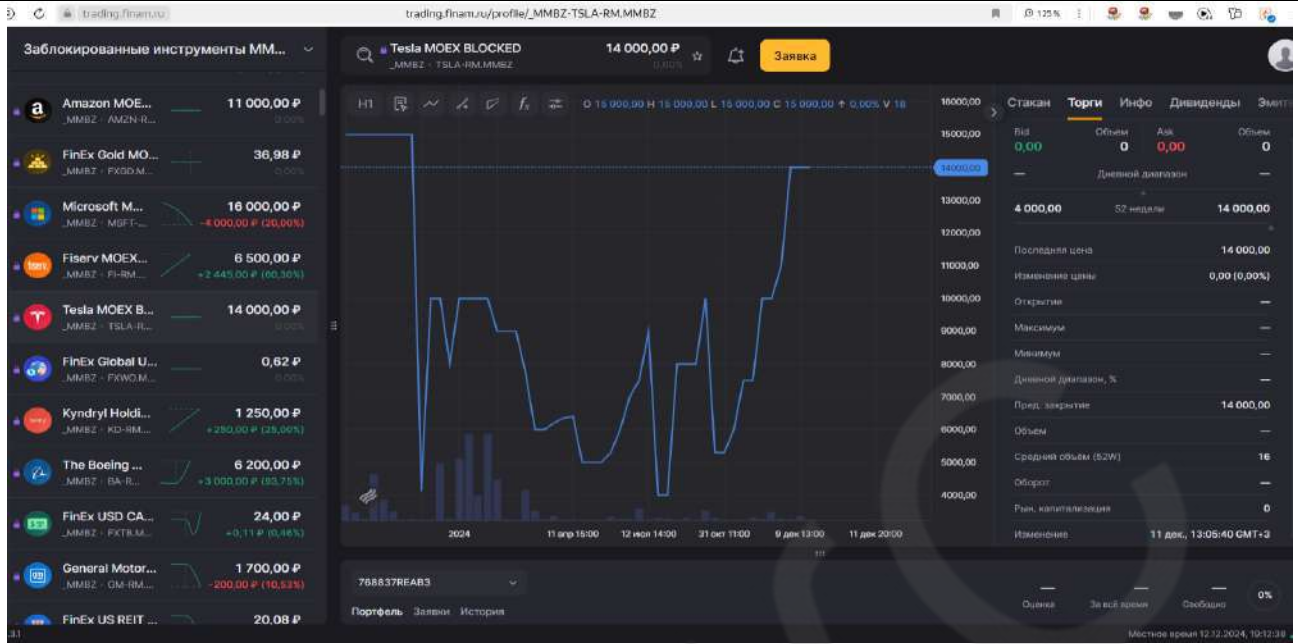 trading.finam.ru
trading.finam.ru/profile/_MMBZ-TSLA-RM.MMBZ
125%
Заблокированные инструменты ММ...
Tesla MOEX BLOCKED
14 000,00 ₽
_MMBZ · TSLA-RM.MMBZ
0,00%
Заявка
Amazon MOE...
11 000,00 ₽
_MMBZ · AMZN-R...
0,00%
FinEx Gold MO...
36,98 ₽
_MMBZ · FXGD.M...
0,00%
Microsoft M...
16 000,00 ₽
_MMBZ · MSFT-...
-4 000,00 ₽ (20,00%)
Fiserv MOEX...
6 500,00 ₽
_MMBZ · FI-RM....
+2 445,00 ₽ (60,30%)
Tesla MOEX B...
14 000,00 ₽
_MMBZ · TSLA-R...
0,00%
FinEx Global U...
0,62 ₽
_MMBZ · FXWO.M...
0,00%
Kyndryl Holdi...
1 250,00 ₽
_MMBZ · KD-RM....
The Boeing ...
6 200,00 ₽
_MMBZ · BA-R...
+3 000,00 ₽ (93,75%)
FinEx USD CA...
24,00 ₽
_MMBZ · FXTB.M...
+0,11 ₽ (0,46%)
General Motor...
1 700,00 ₽
_MMBZ · GM-RM....
-200,00 ₽ (10,53%)
FinEx US REIT ...
20,08 ₽
H1
O 15 000,00 H 15 000,00 L 15 000,00 C 15 000,00 ↑ 0,00% V 18
16000,00
15000,00
14000,00
13000,00
12000,00
11000,00
10000,00
9000,00
8000,00
7000,00
6000,00
5000,00
4000,00
2024
11 апр 15:00
12 июл 14:00
31 окт 11:00
9 дек 13:00
11 дек 20:00
Стакан Торги Инфо Дивиденды
Bid Объем Ask Объем
0,00 0 0,00 0
— Дневной диапазон —
4 000,00 52 недели 14 000,00
Последняя цена 14 000,00
Изменение цены 0,00 (0,00%)
Открытие —
Максимум —
Минимум —
Дневной диапазон, % —
Пред. закрытие 14 000,00
Объем —
Средний объем (52W) 16
Оборот —
Рын. капитализация 0
Изменение 11 дек., 13:05:40 GMT+3
768837REAB3
Портфель Заявки История
Оценка За всё время Свободно 0%
Местное время 12.12.2024, 19:12:38